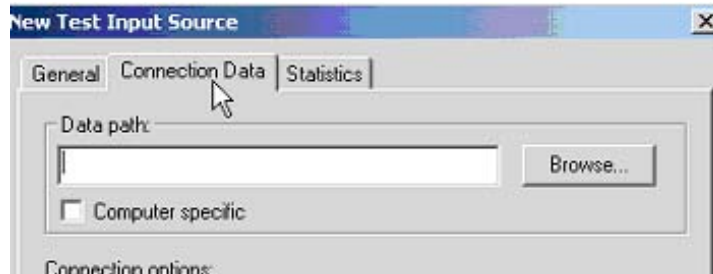 New Test Input Source
General Connection Data Statistics
Data path:
Browse...
Computer specific
Connection options: